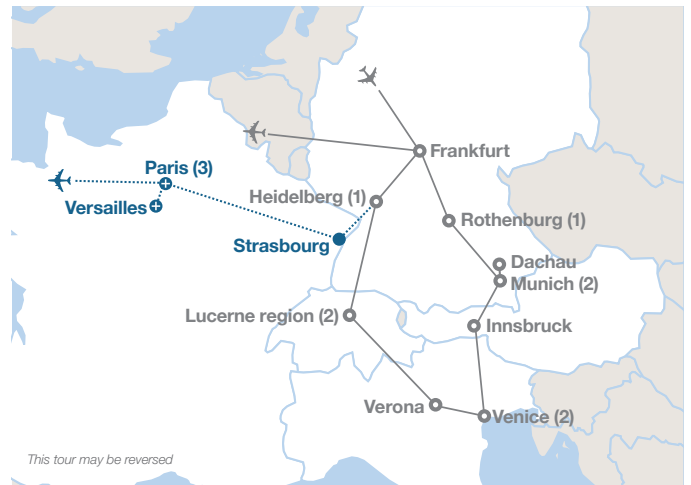 Frankfurt
Paris (3)
Heidelberg (1)
Versailles
Rothenburg (1)
Strasbourg
Dachau
Munich (2)
Lucerne region (2)
Innsbruck
Verona
Venice (2)
This tour may be reversed